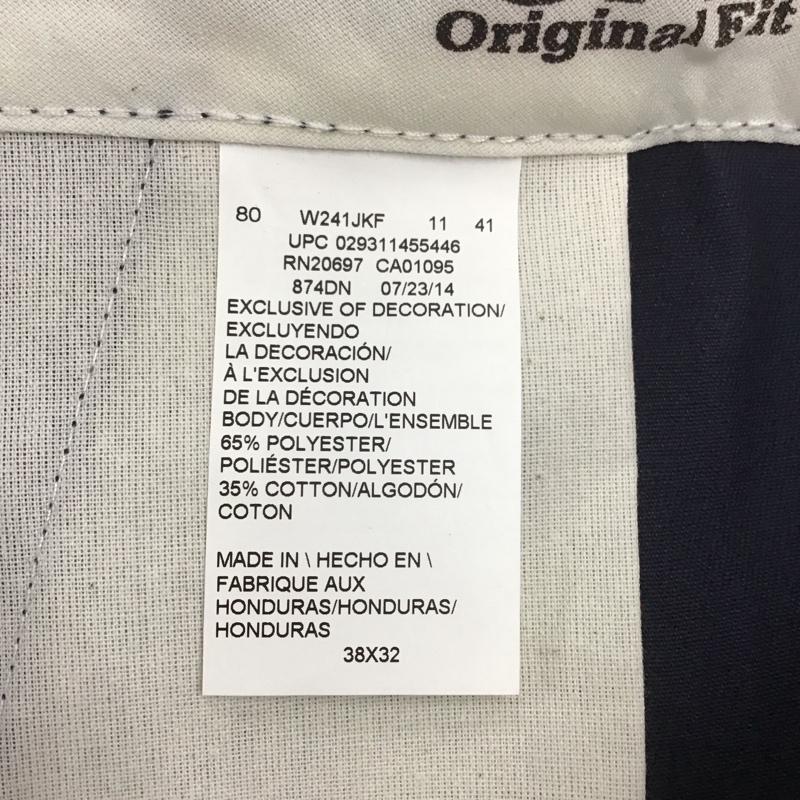 Original Fit
80 W241JKF 11 41
UPC 029311455446
RN20697 CA01095
874DN 07/23/14
EXCLUSIVE OF DECORATION/
EXCLUYENDO
LA DECORACIÓN/
À L'EXCLUSION
DE LA DÉCORATION
BODY/CUERPO/L'ENSEMBLE
65% POLYESTER/
POLIÉSTER/POLYESTER
35% COTTON/ALGODÓN/
COTON
MADE IN \ HECHO EN \
FABRIQUE AUX
HONDURAS/HONDURAS/
HONDURAS
38X32